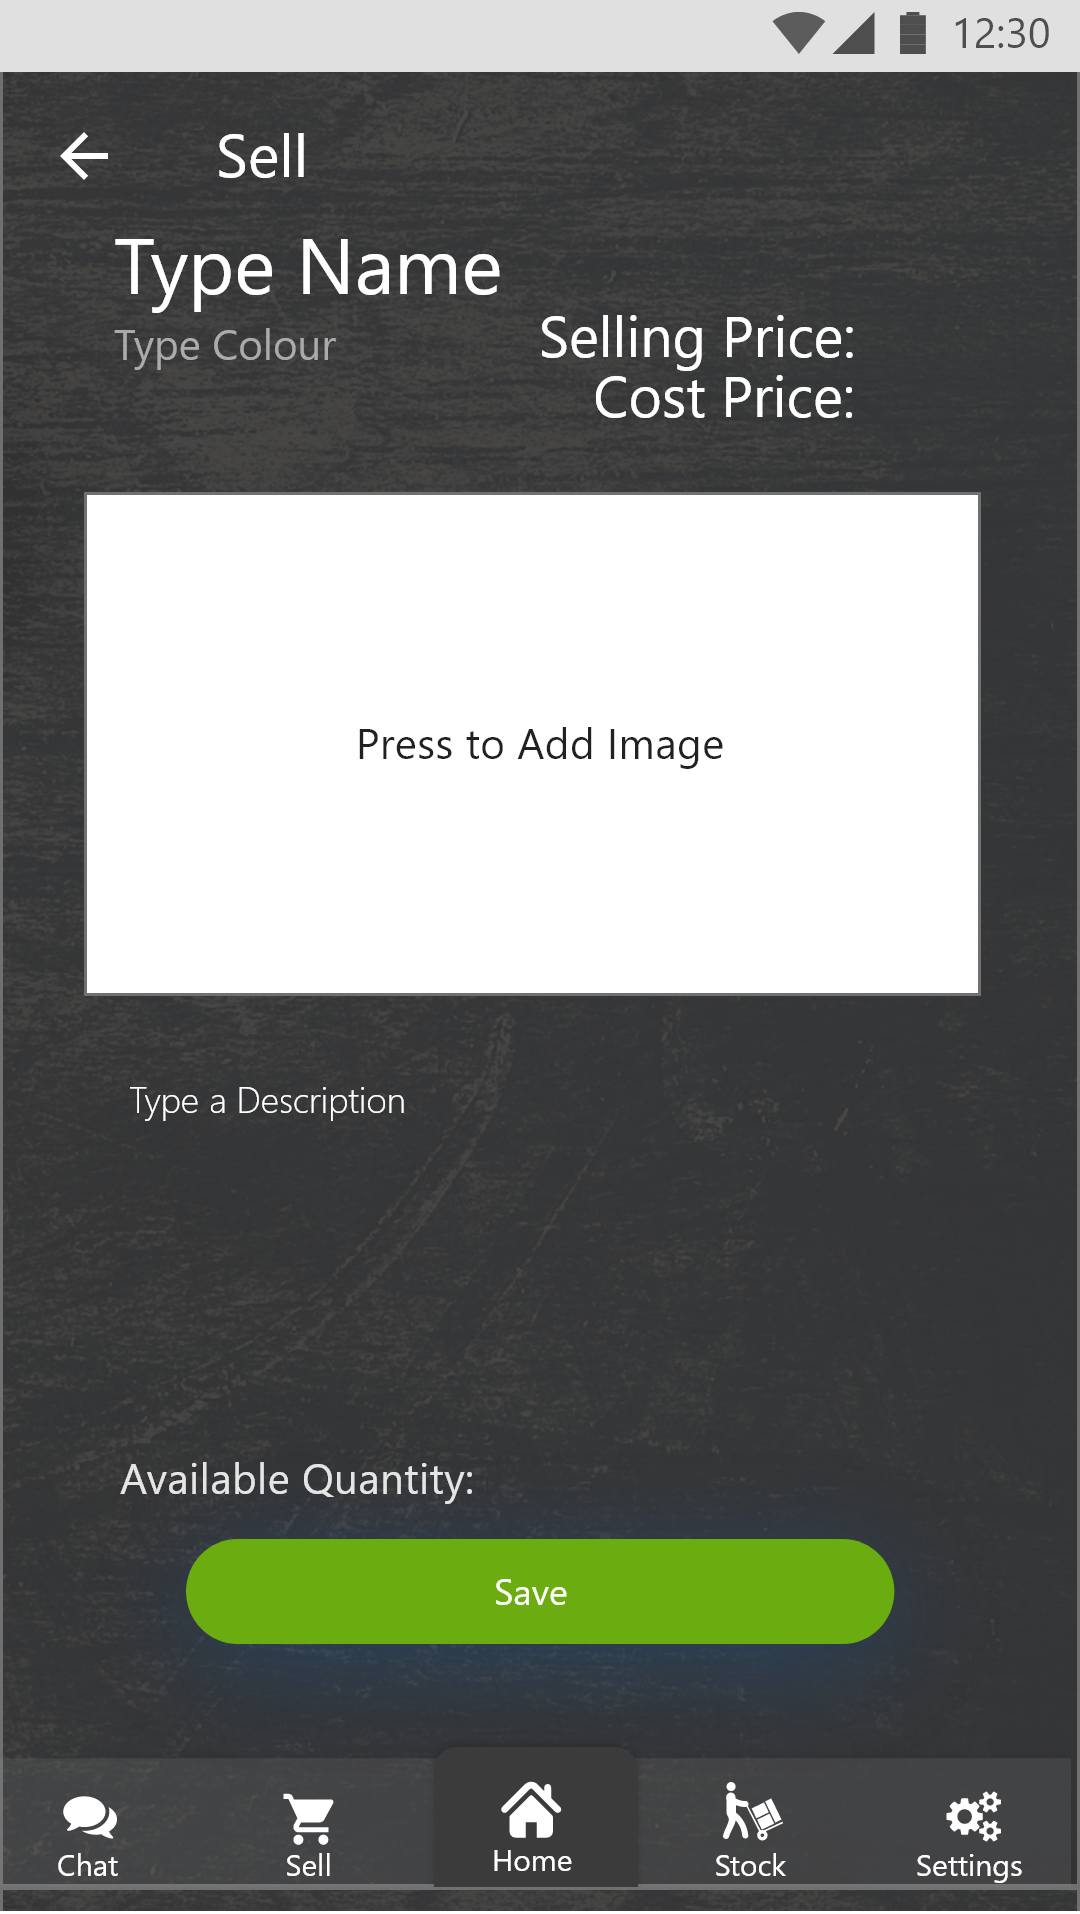 12:30
Sell
Type Name
Type Colour
Selling Price:
Cost Price:
Press to Add Image
Type a Description
Available Quantity:
Save
Chat
Sell
Home
Stock
Settings